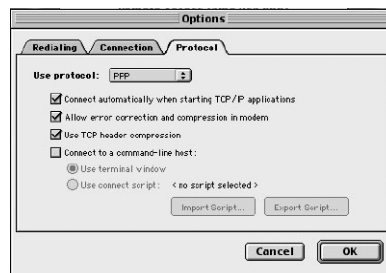 Options
Redialing Connection Protocol
Use protocol: PPP
Connect automatically when starting TCP/IP applications
Allow error correction and compression in modem
Use TCP header compression
Connect to a command-line host:
Use terminal window
Use connect script: < no script selected >
Import Script... Export Script...
Cancel OK